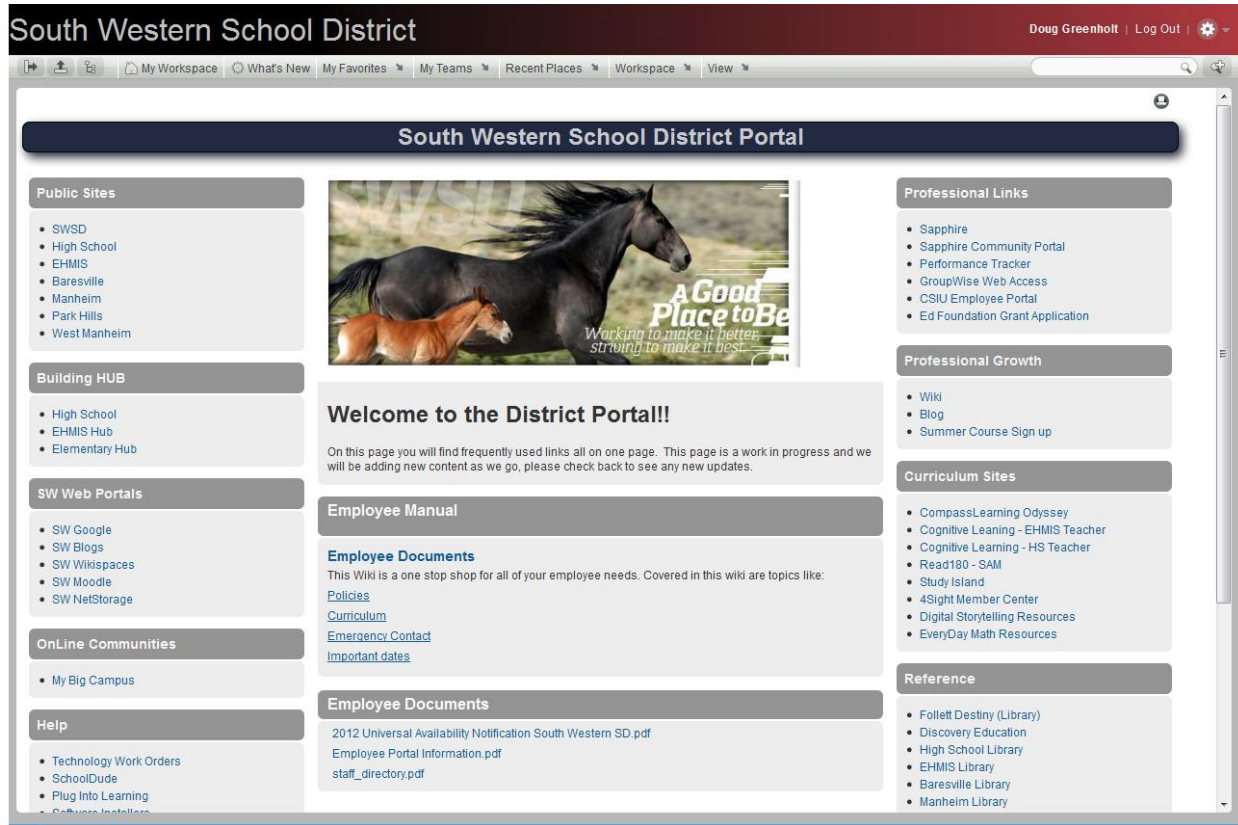 South Western School District
Doug Greenholt | Log Out |
My Workspace What's New My Favorites My Teams Recent Places Workspace View
South Western School District Portal
Public Sites
SWSD
High School
EHMIS
Baresville
Manheim
Park Hills
West Manheim
Building HUB
High School
EHMIS Hub
Elementary Hub
SW Web Portals
SW Google
SW Blogs
SW Wikispaces
SW Moodle
SW NetStorage
OnLine Communities
My Big Campus
Help
Technology Work Orders
SchoolDude
Plug Into Learning
Software Installers
SWSD
A Good
Place to Be
Working to make it better,
striving to make it best
Welcome to the District Portal!!
On this page you will find frequently used links all on one page. This page is a work in progress and we
will be adding new content as we go, please check back to see any new updates.
Employee Manual
Employee Documents
This Wiki is a one stop shop for all of your employee needs. Covered in this wiki are topics like:
Policies
Curriculum
Emergency Contact
Important dates
Employee Documents
2012 Universal Availability Notification South Western SD.pdf
Employee Portal Information.pdf
staff_directory.pdf
Professional Links
Sapphire
Sapphire Community Portal
Performance Tracker
GroupWise Web Access
CSIU Employee Portal
Ed Foundation Grant Application
Professional Growth
Wiki
Blog
Summer Course Sign up
Curriculum Sites
CompassLearning Odyssey
Cognitive Leaning - EHMIS Teacher
Cognitive Learning - HS Teacher
Read180 - SAM
Study Island
4Sight Member Center
Digital Storytelling Resources
EveryDay Math Resources
Reference
Follett Destiny (Library)
Discovery Education
High School Library
EHMIS Library
Baresville Library
Manheim Library